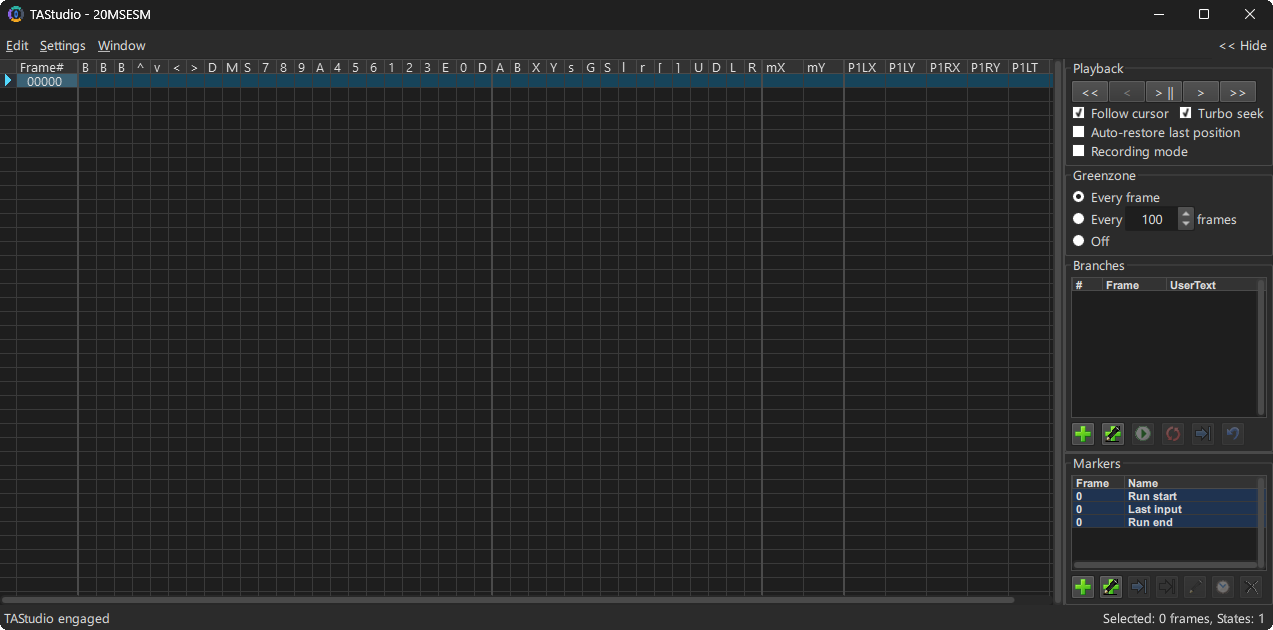 TAStudio - 20MSESM
Edit Settings Window << Hide
Frame# B B B ^ v < > D M S 7 8 9 A 4 5 6 1 2 3 E 0 D A B X Y s G S l r [ ] U D L R mX mY P1LX P1LY P1RX P1RY P1LT
00000
Playback
<< < > || > >>
Follow cursor Turbo seek
Auto-restore last position
Recording mode
Greenzone
Every frame
Every 100 frames
Off
Branches
# Frame UserText
Markers
Frame Name
0 Run start
0 Last input
0 Run end
TAStudio engaged
Selected: 0 frames, States: 1